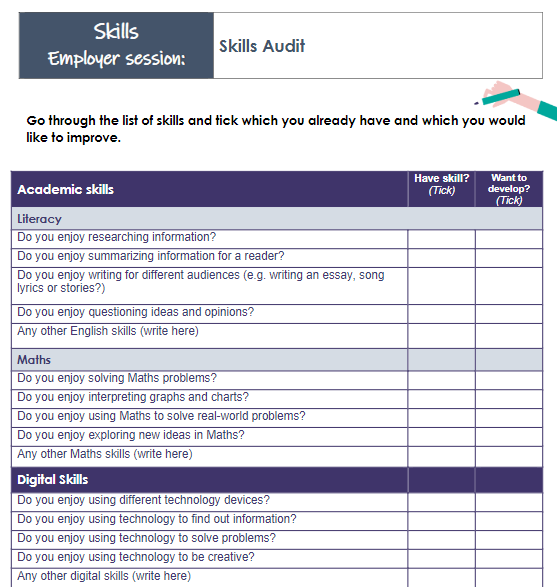 Skills
Employer session:
Skills Audit
Go through the list of skills and tick which you already have and which you would
like to improve.
Academic skills
Have skill?
(Tick)
Want to
develop?
(Tick)
Literacy
Do you enjoy researching information?
Do you enjoy summarizing information for a reader?
Do you enjoy writing for different audiences (e.g. writing an essay, song
lyrics or stories?)
Do you enjoy questioning ideas and opinions?
Any other English skills (write here)
Maths
Do you enjoy solving Maths problems?
Do you enjoy interpreting graphs and charts?
Do you enjoy using Maths to solve real-world problems?
Do you enjoy exploring new ideas in Maths?
Any other Maths skills (write here)
Digital Skills
Do you enjoy using different technology devices?
Do you enjoy using technology to find out information?
Do you enjoy using technology to solve problems?
Do you enjoy using technology to be creative?
Any other digital skills (write here)